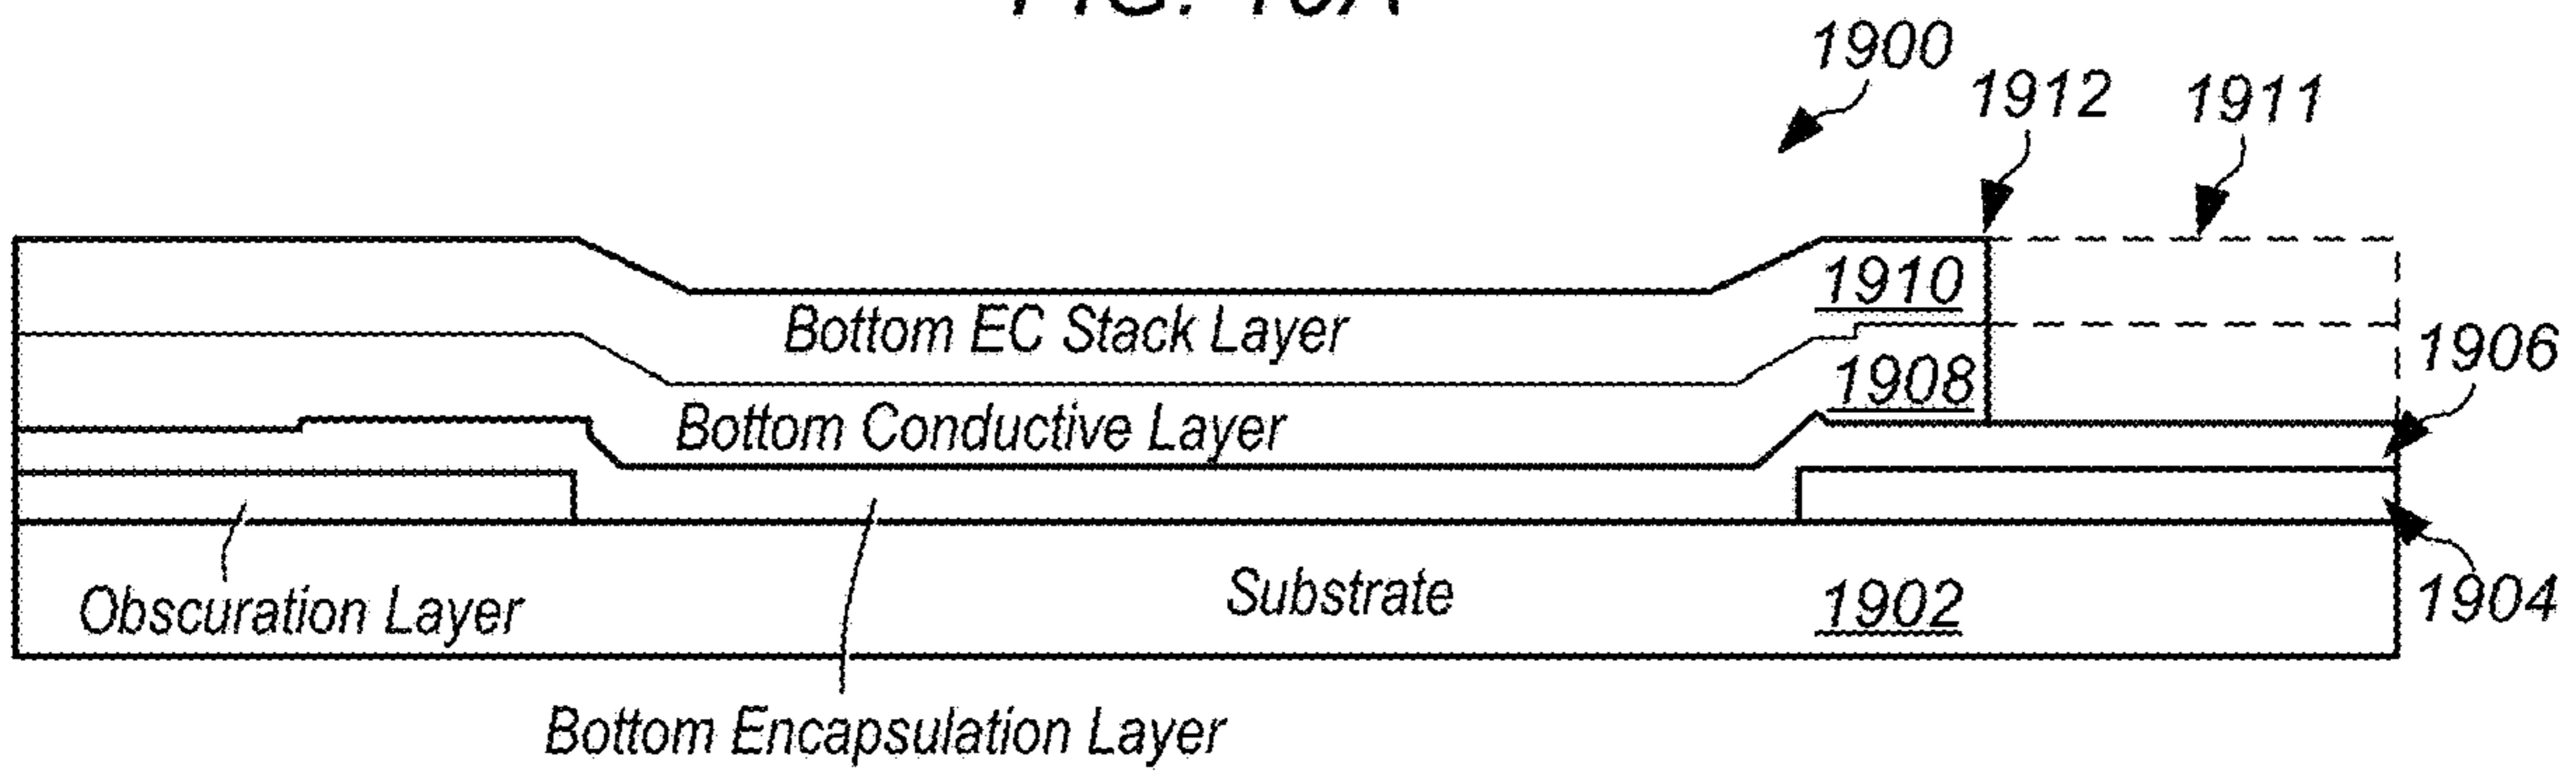 1900
1912
1911
1910
Bottom EC Stack Layer
1906
1908
Bottom Conductive Layer
Obscuration Layer
Substrate
1902
1904
Bottom Encapsulation Layer